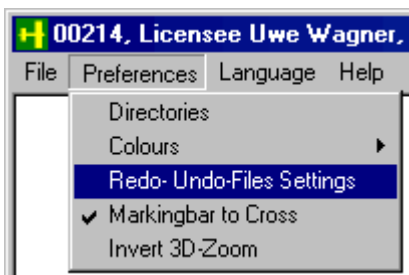 00214, Licensee Uwe Wagner,
File Preferences Language Help
Directories
Colours
Redo- Undo-Files Settings
Markingbar to Cross
Invert 3D-Zoom